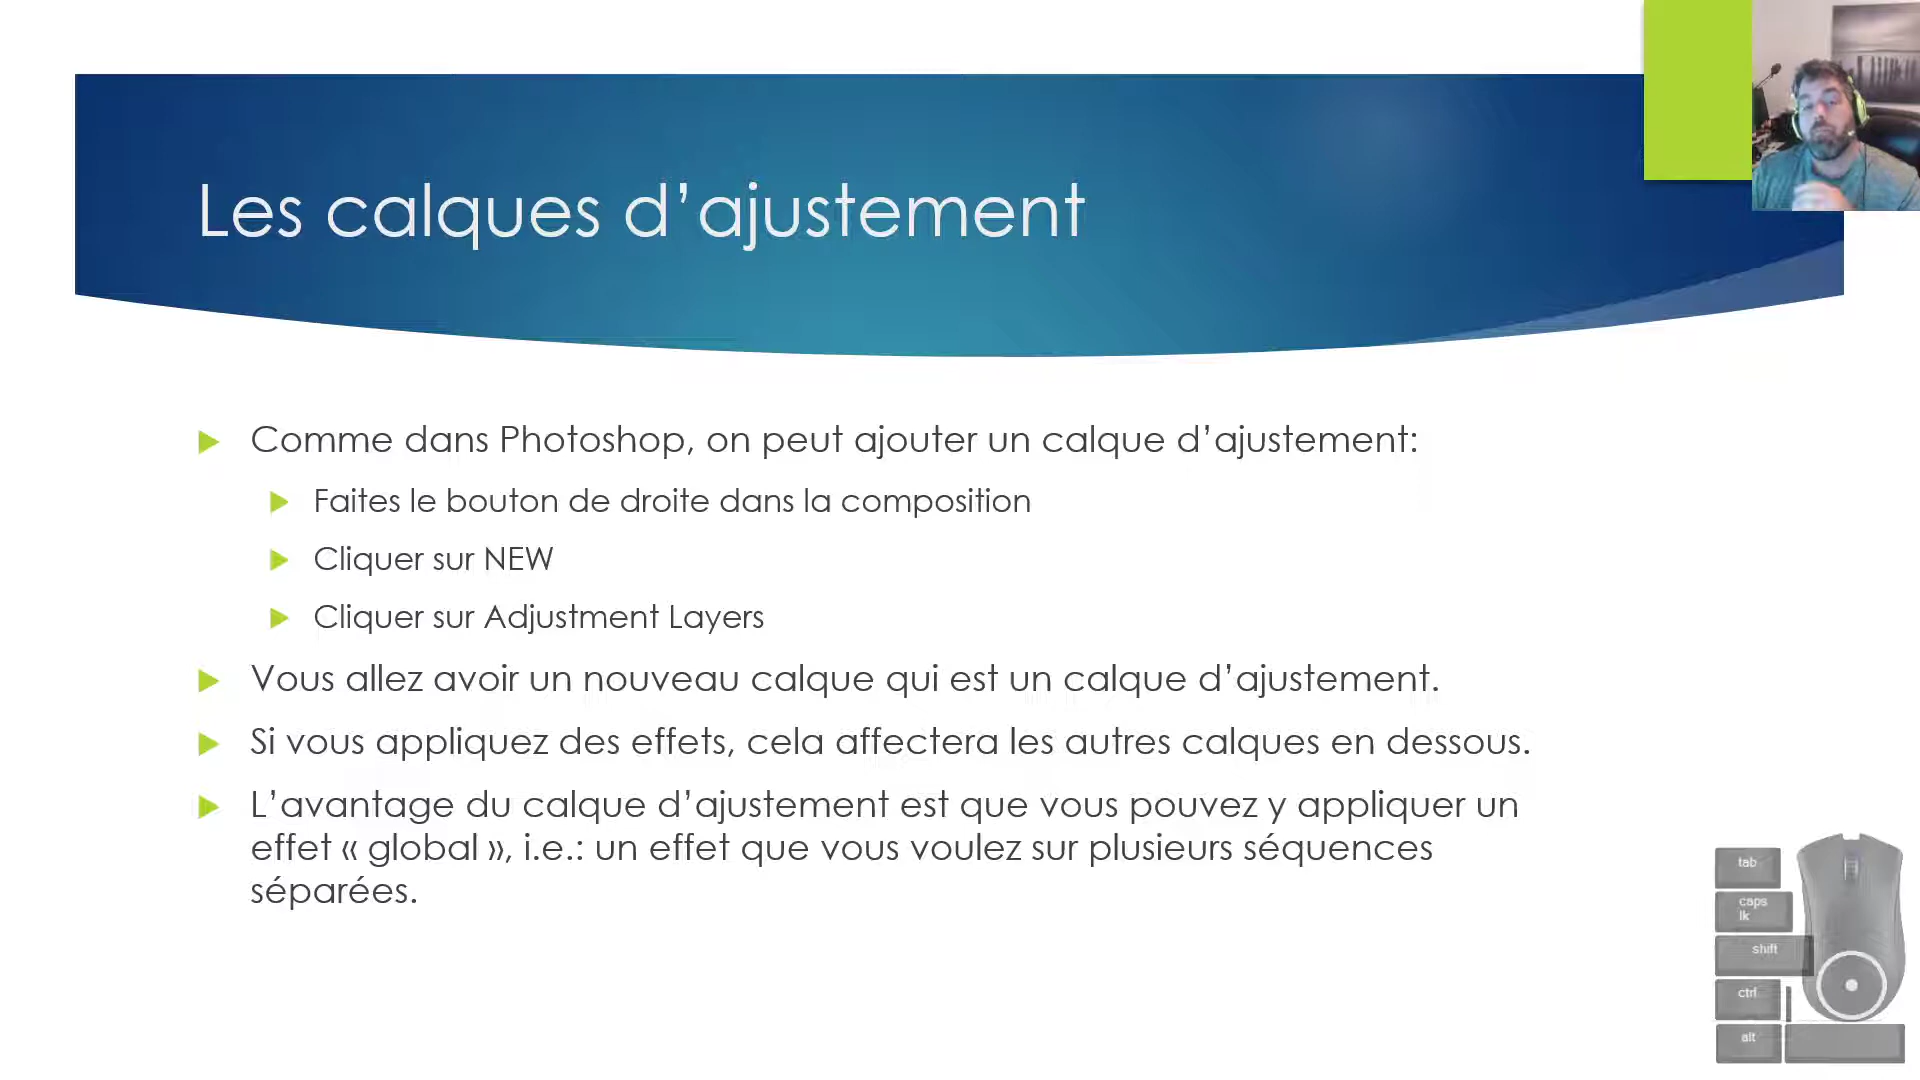 Les calques d’ajustement
Comme dans Photoshop, on peut ajouter un calque d’ajustement:
Faites le bouton de droite dans la composition
Cliquer sur NEW
Cliquer sur Adjustment Layers
Vous allez avoir un nouveau calque qui est un calque d’ajustement.
Si vous appliquez des effets, cela affectera les autres calques en dessous.
L’avantage du calque d’ajustement est que vous pouvez y appliquer un
effet « global », i.e.: un effet que vous voulez sur plusieurs séquences
séparées.
tab
caps
lk
shift
ctrl
alt